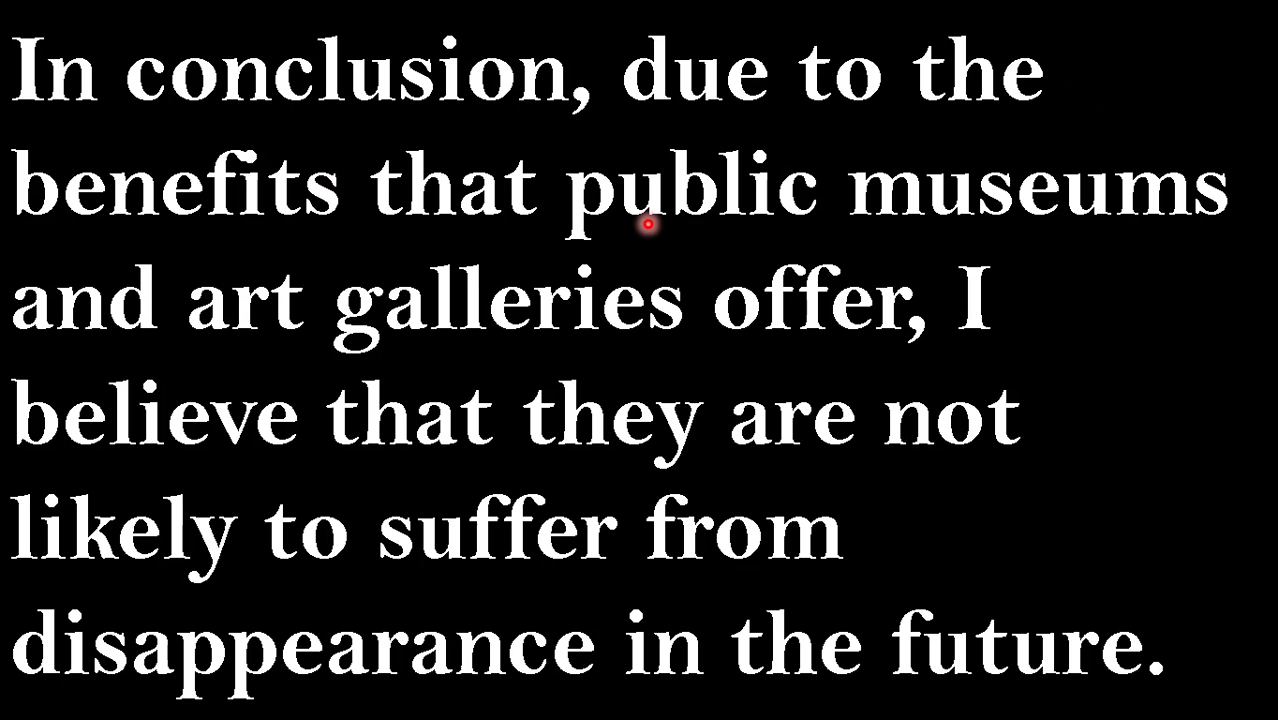 In conclusion, due to the
benefits that public museums
and art galleries offer, I
believe that they are not
likely to suffer from
disappearance in the future.